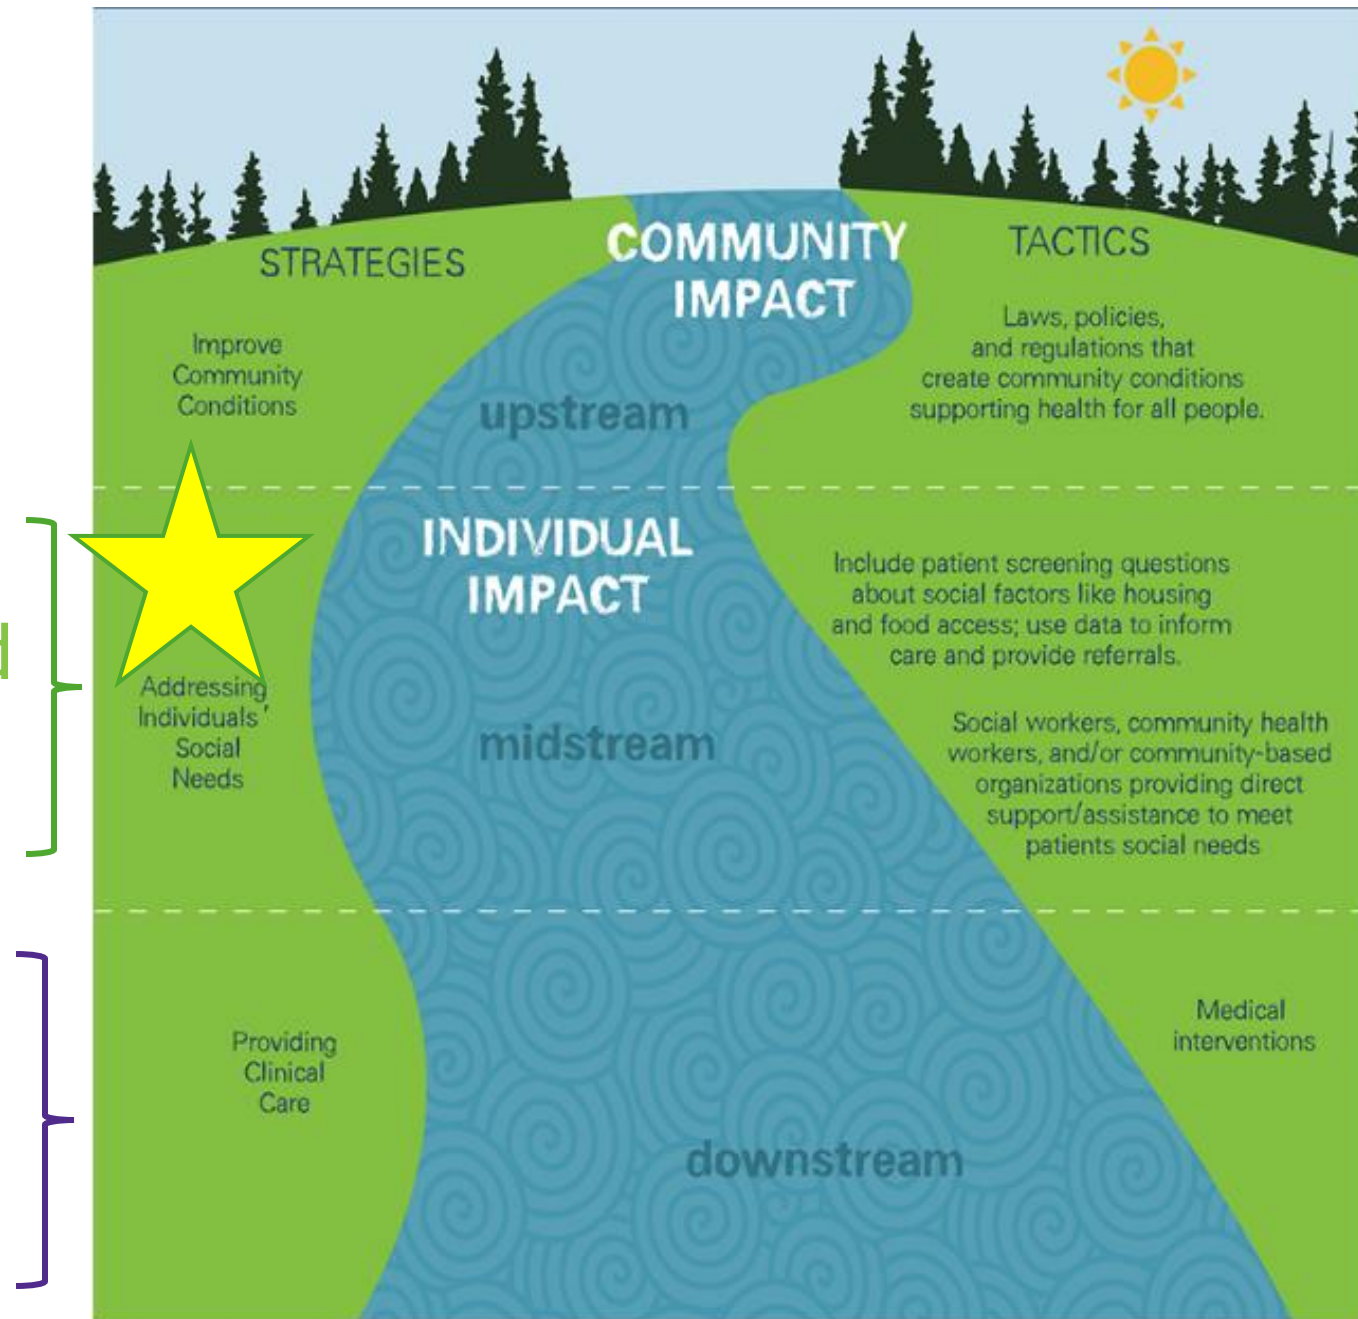 STRATEGIES
COMMUNITY
IMPACT
TACTICS
Improve
Community
Conditions
Laws, policies,
and regulations that
create community conditions
supporting health for all people.
upstream
INDIVIDUAL
IMPACT
Include patient screening questions
about social factors like housing
and food access; use data to inform
care and provide referrals.
Addressing
Individuals'
Social
Needs
midstream
Social workers, community health
workers, and/or community-based
organizations providing direct
support/assistance to meet
patients social needs
Providing
Clinical
Care
Medical
interventions
downstream